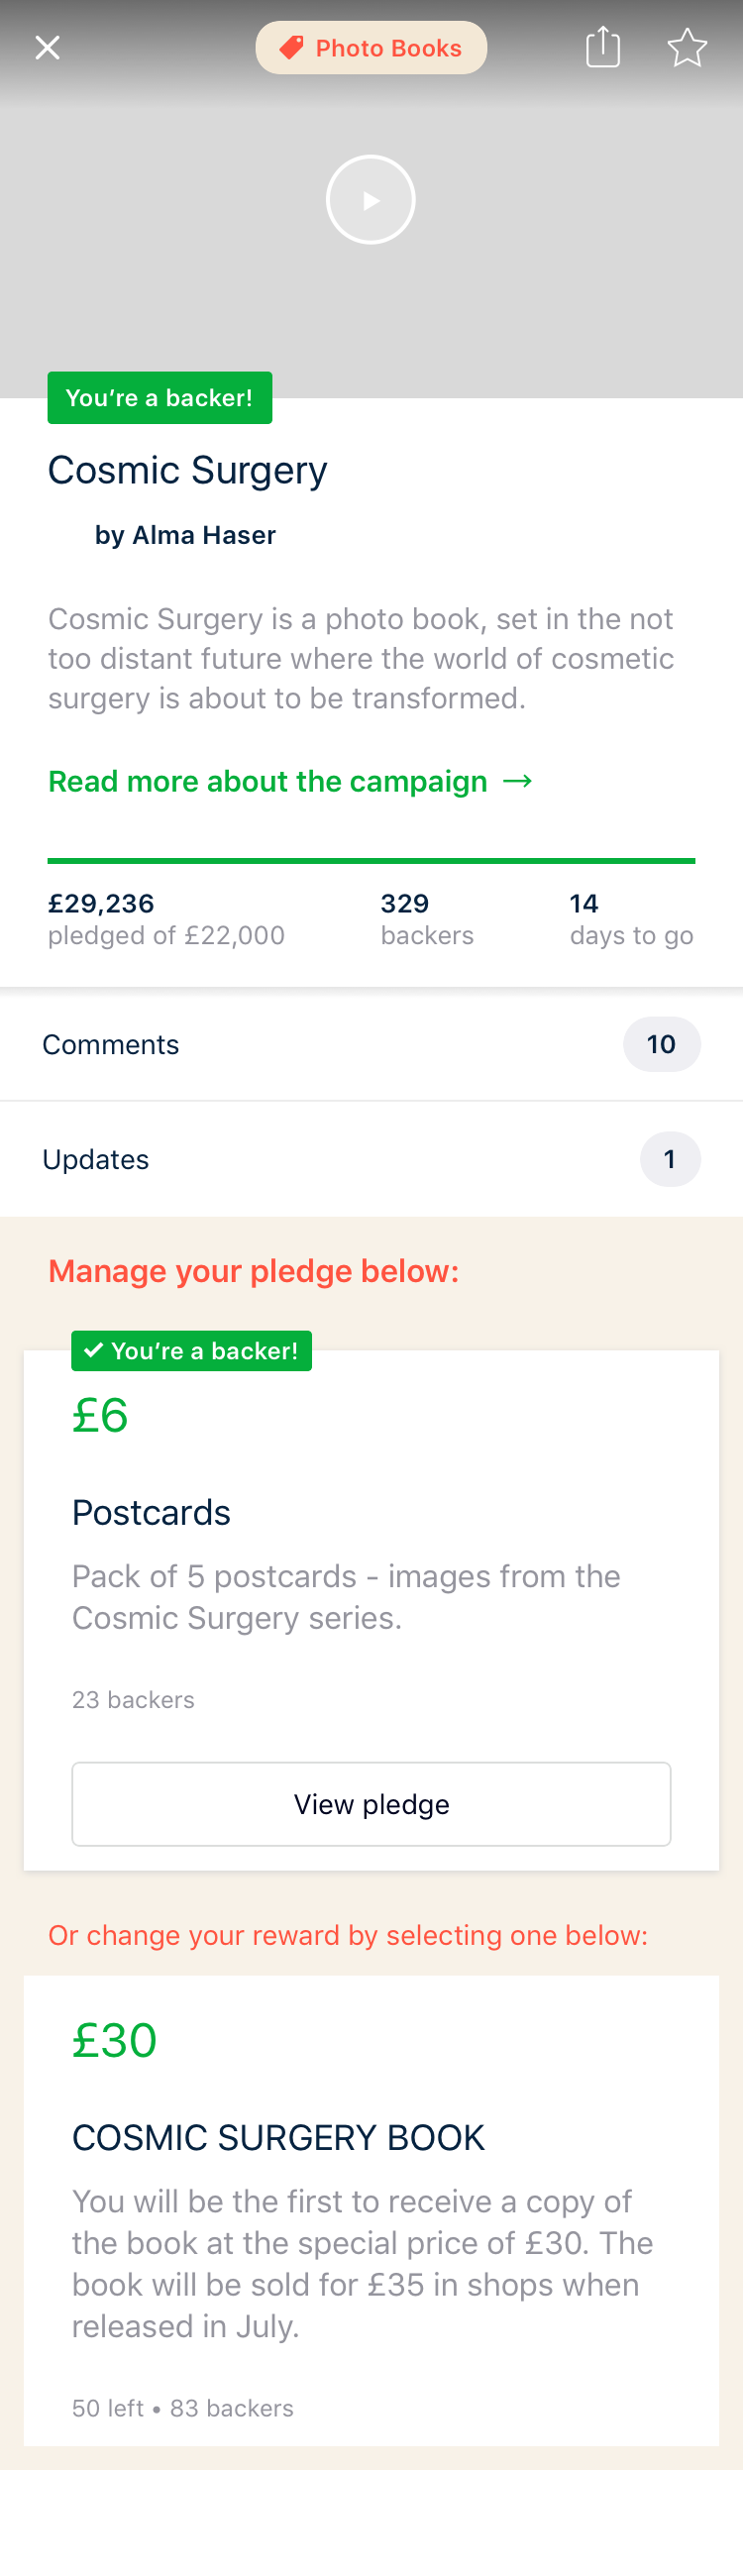 Photo Books
You’re a backer!
Cosmic Surgery
by Alma Haser
Cosmic Surgery is a photo book, set in the not
too distant future where the world of cosmetic
surgery is about to be transformed.
Read more about the campaign →
£29,236
pledged of £22,000
329
backers
14
days to go
Comments
10
Updates
1
Manage your pledge below:
You’re a backer!
£6
Postcards
Pack of 5 postcards - images from the
Cosmic Surgery series.
23 backers
View pledge
Or change your reward by selecting one below:
£30
COSMIC SURGERY BOOK
You will be the first to receive a copy of
the book at the special price of £30. The
book will be sold for £35 in shops when
released in July.
50 left • 83 backers